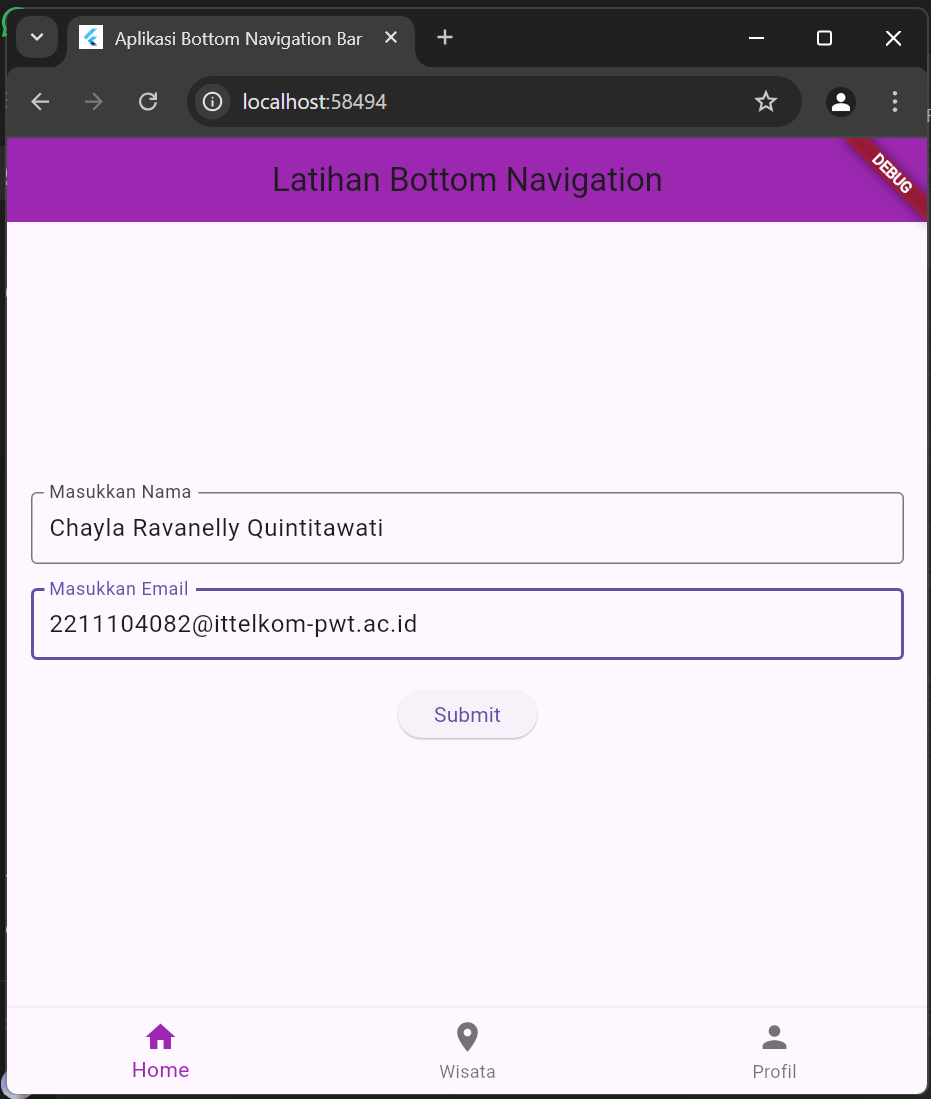 Aplikasi Bottom Navigation Bar
localhost:58494
Latihan Bottom Navigation
DEBUG
Masukkan Nama
Chayla Ravanelly Quintitawati
Masukkan Email
2211104082@ittelkom-pwt.ac.id
Submit
Home
Wisata
Profil